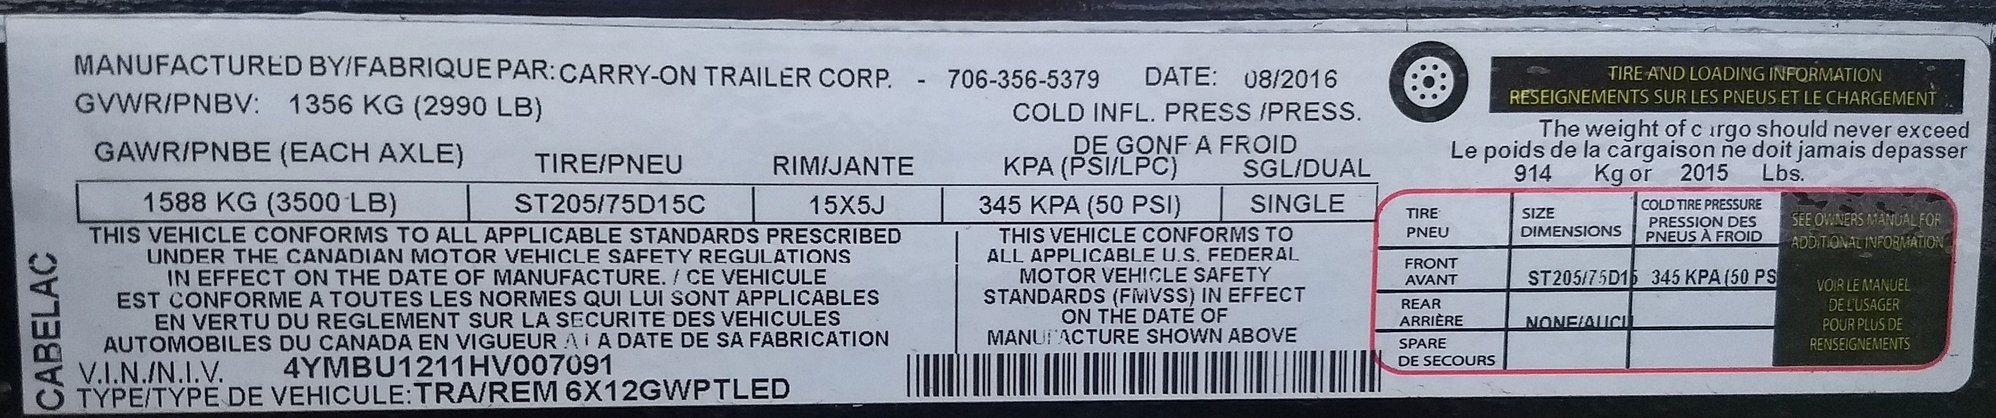 MANUFACTURED BY/FABRIQUE PAR: CARRY-ON TRAILER CORP. - 706-356-5379 DATE: 08/2016
GVWR/PNBV: 1356 KG (2990 LB)
COLD INFL. PRESS /PRESS.
DE GONF A FROID
GAWR/PNBE (EACH AXLE) TIRE/PNEU RIM/JANTE KPA (PSI/LPC) SGL/DUAL
1588 KG (3500 LB) ST205/75D15C 15X5J 345 KPA (50 PSI) SINGLE
THIS VEHICLE CONFORMS TO ALL APPLICABLE STANDARDS PRESCRIBED
UNDER THE CANADIAN MOTOR VEHICLE SAFETY REGULATIONS
IN EFFECT ON THE DATE OF MANUFACTURE. / CE VEHICULE
EST CONFORME A TOUTES LES NORMES QUI LUI SONT APPLICABLES
EN VERTU DU REGLEMENT SUR LA SECURITE DES VEHICULES
AUTOMOBILES DU CANADA EN VIGUEUR A LA DATE DE SA FABRICATION
THIS VEHICLE CONFORMS TO
ALL APPLICABLE U.S. FEDERAL
MOTOR VEHICLE SAFETY
STANDARDS (FMVSS) IN EFFECT
ON THE DATE OF
MANUFACTURE SHOWN ABOVE
V.I.N./N.I.V. 4YMBU1211HV007091
TYPE/TYPE DE VEHICULE: TRA/REM 6X12GWPTLED
CABELAC
TIRE AND LOADING INFORMATION
RESEIGNEMENTS SUR LES PNEUS ET LE CHARGEMENT
The weight of cargo should never exceed
Le poids de la cargaison ne doit jamais depasser
914 Kg or 2015 Lbs.
TIRE
PNEU
SIZE
DIMENSIONS
COLD TIRE PRESSURE
PRESSION DES
PNEUS À FROID
FRONT
AVANT
ST205/75D15 345 KPA (50 PS
REAR
ARRIÈRE
NONE/AUCU
SPARE
DE SECOURS
SEE OWNERS MANUAL FOR
ADDITIONAL INFORMATION
VOIR LE MANUEL
DE L'USAGER
POUR PLUS DE
RENSEIGNEMENTS